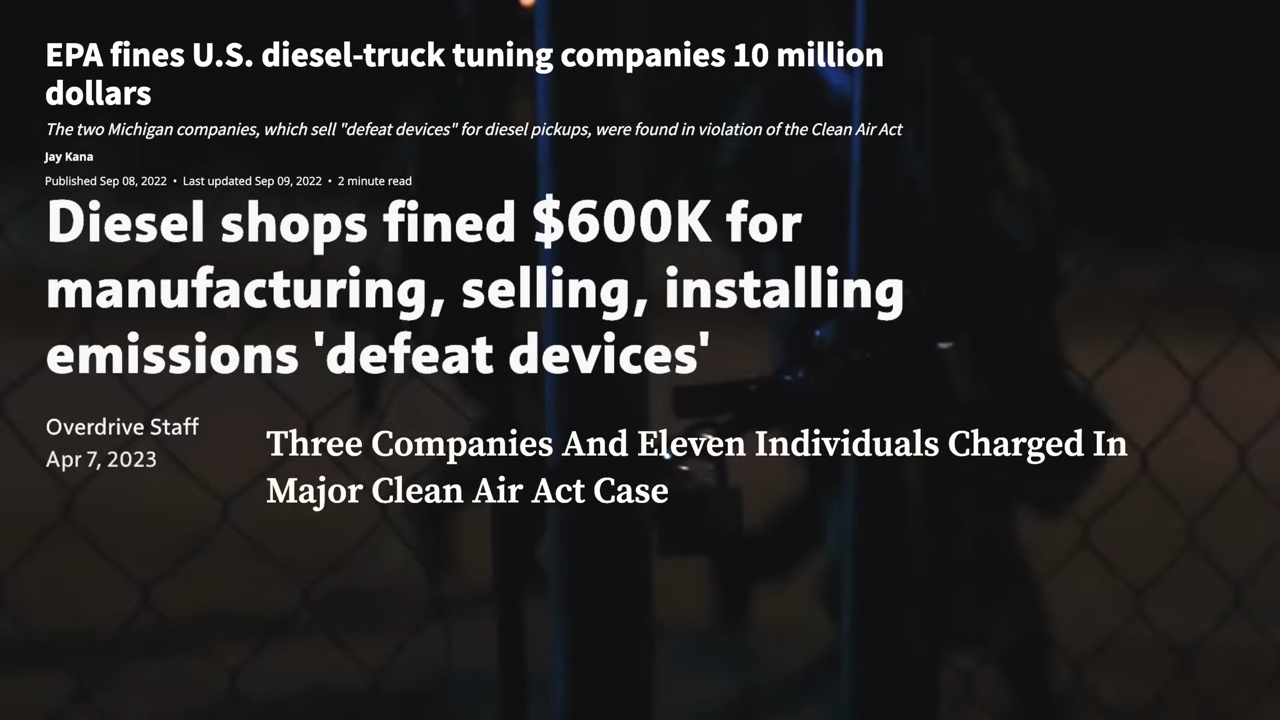 EPA fines U.S. diesel-truck tuning companies 10 million
dollars
The two Michigan companies, which sell "defeat devices" for diesel pickups, were found in violation of the Clean Air Act
Jay Kana
Published Sep 08, 2022 • Last updated Sep 09, 2022 • 2 minute read
Diesel shops fined $600K for
manufacturing, selling, installing
emissions 'defeat devices'
Overdrive Staff
Apr 7, 2023
Three Companies And Eleven Individuals Charged In
Major Clean Air Act Case